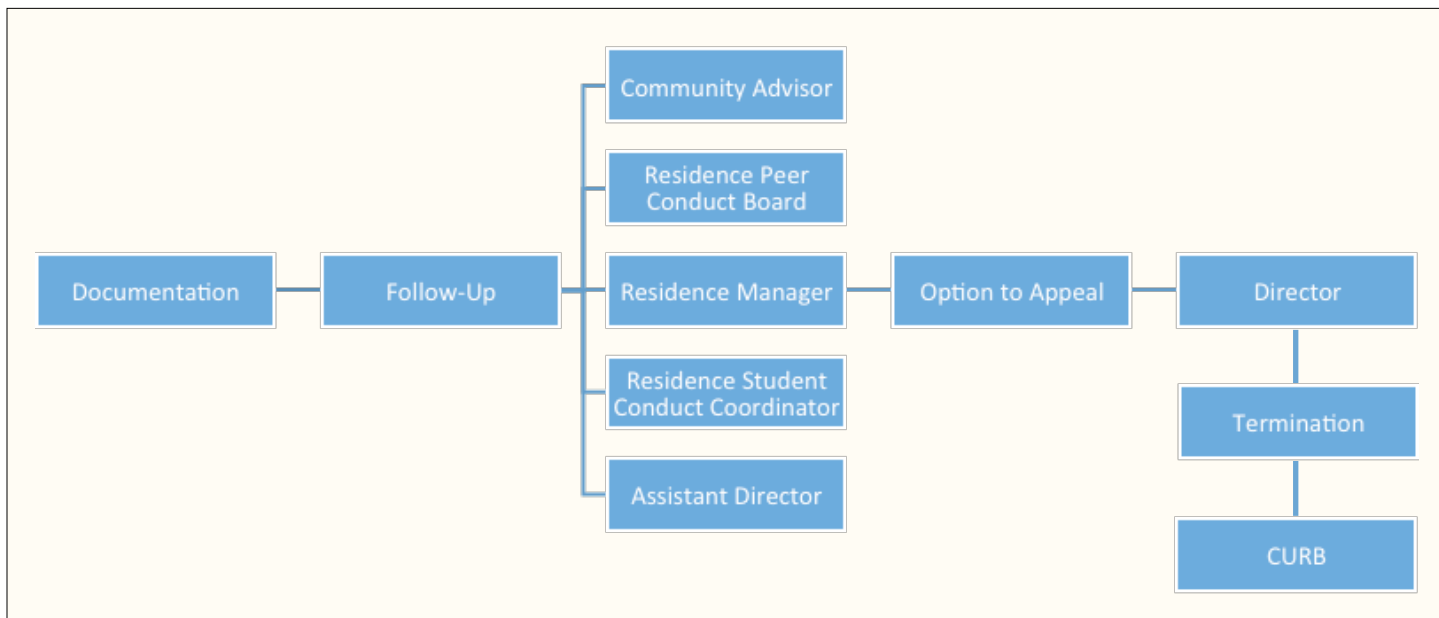 Documentation
Follow-Up
Community Advisor
Residence Peer
Conduct Board
Residence Manager
Residence Student
Conduct Coordinator
Assistant Director
Option to Appeal
Director
Termination
CURB